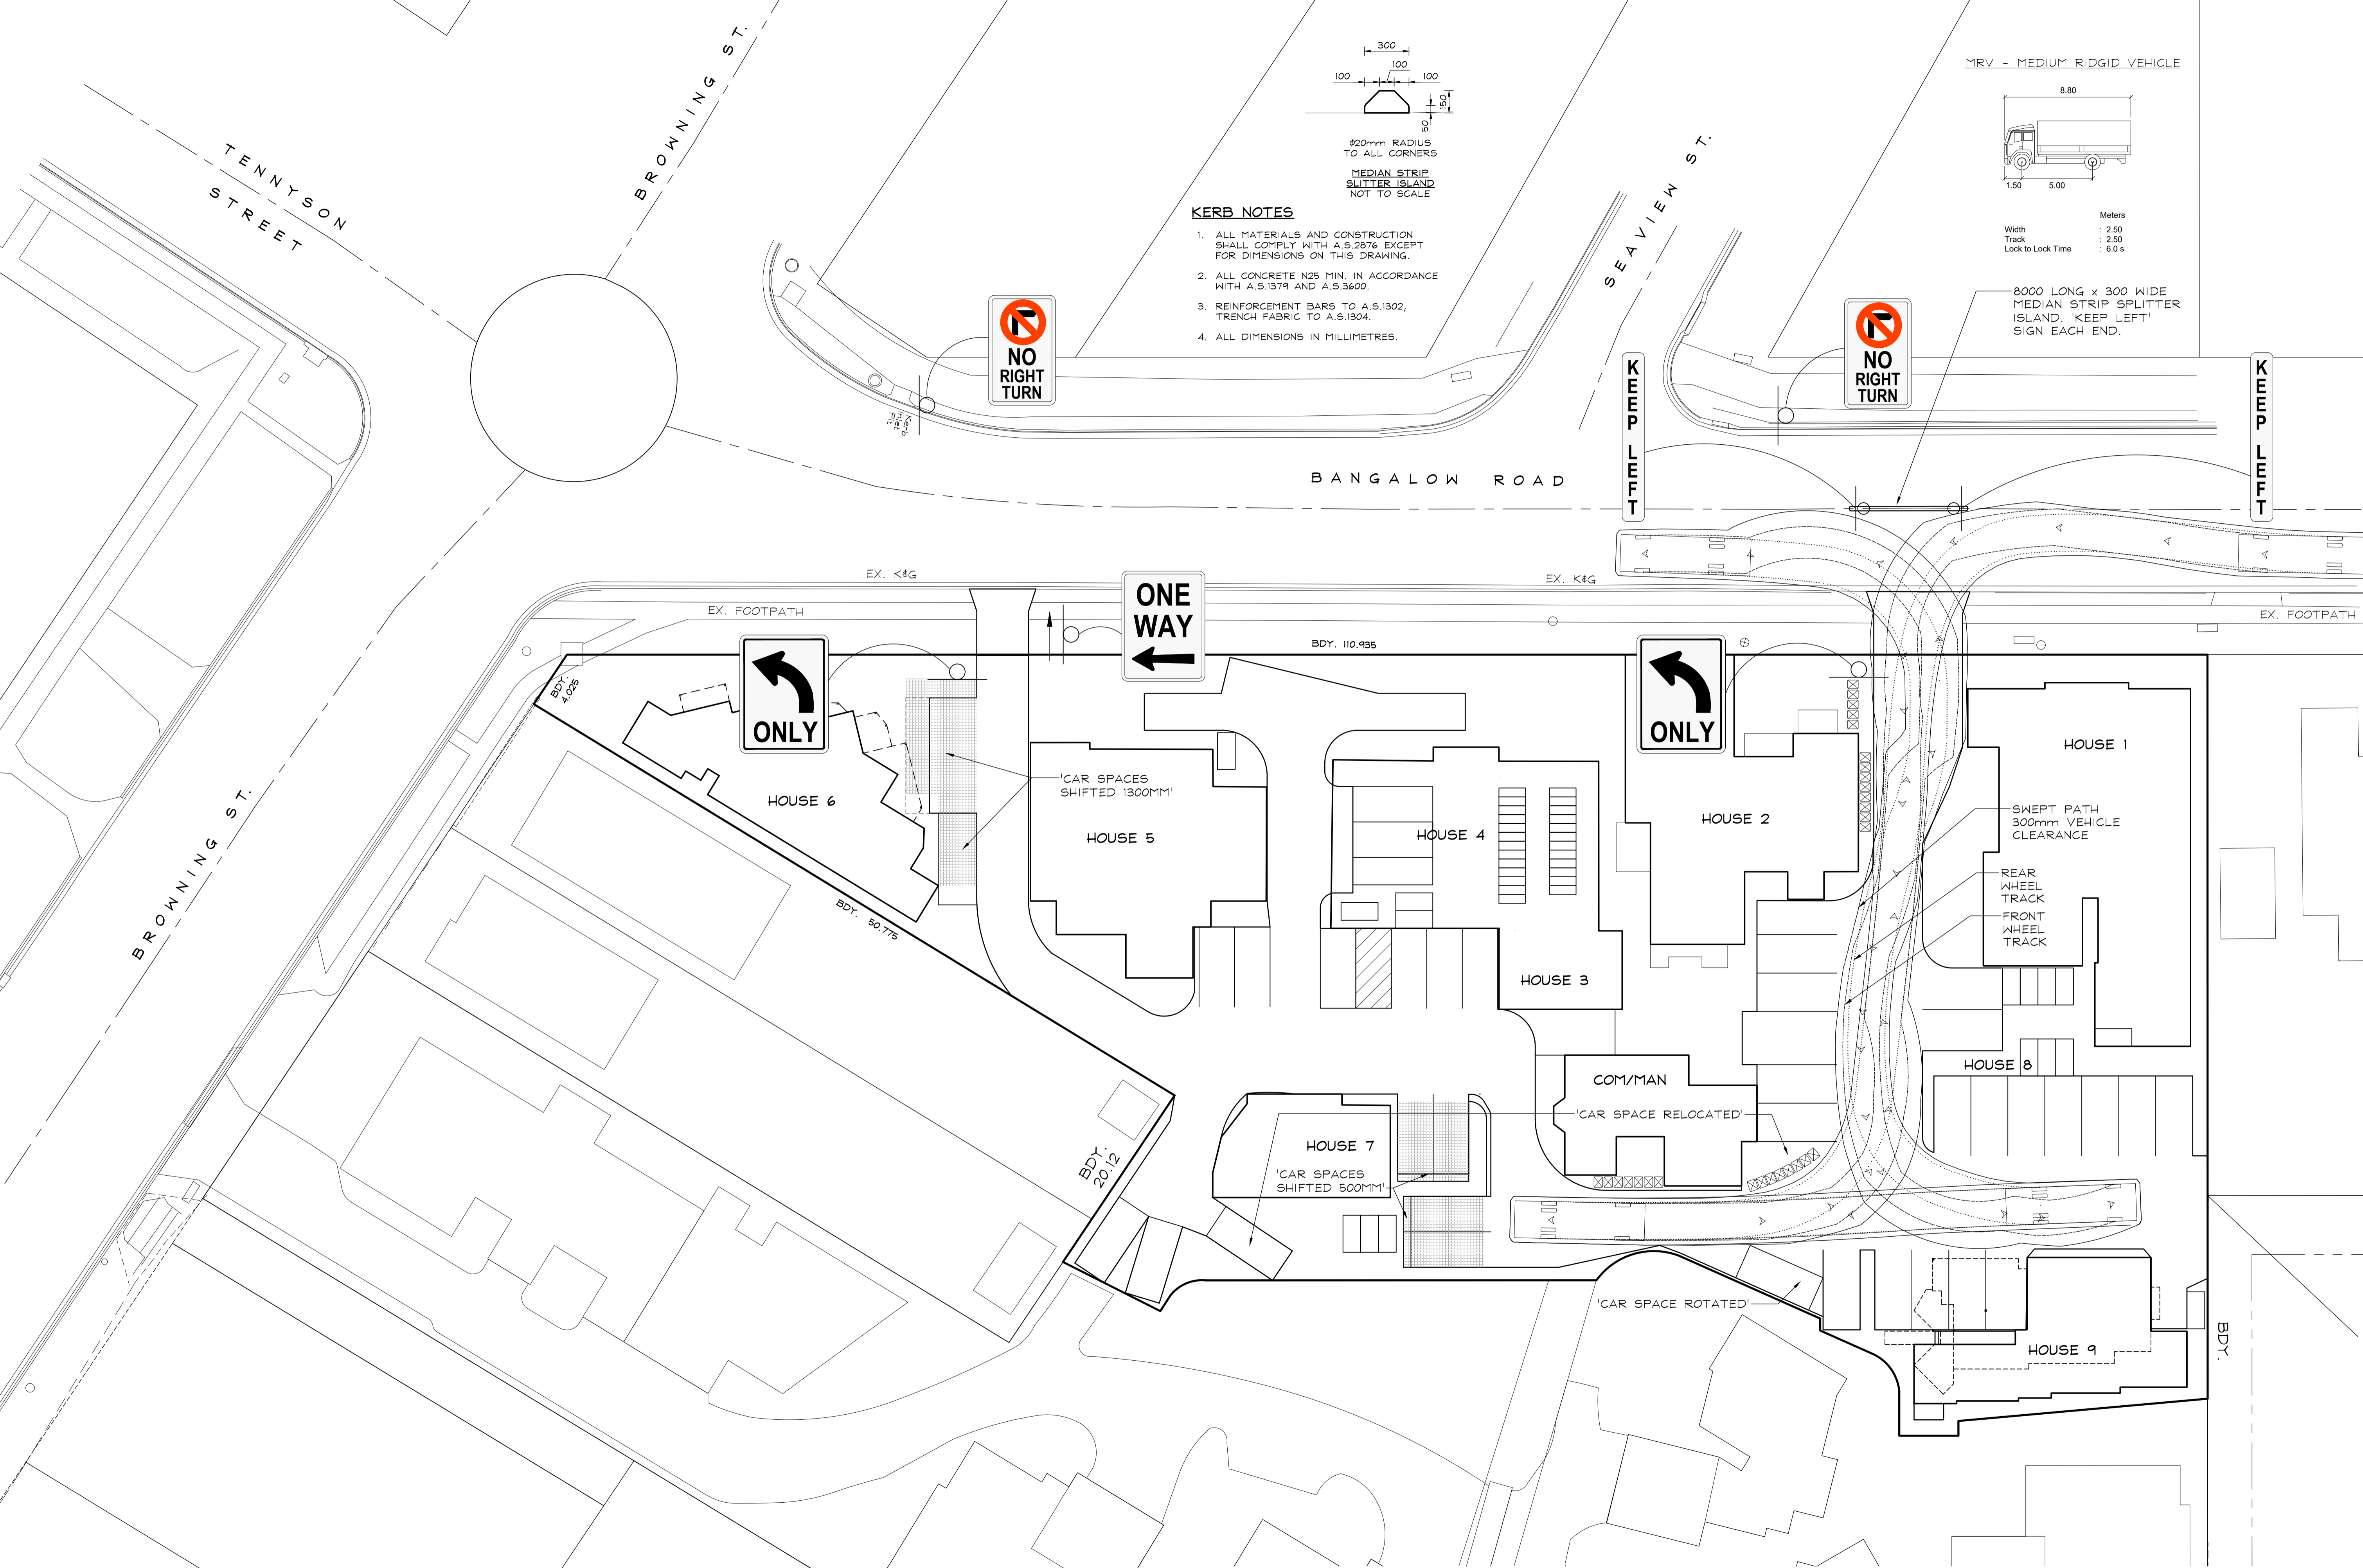 TENNYSON
STREET
BROWNING ST.
300
100
100
100
150
50
Ø20mm RADIUS
TO ALL CORNERS
MEDIAN STRIP
SLITTER ISLAND
NOT TO SCALE
KERB NOTES
1. ALL MATERIALS AND CONSTRUCTION
SHALL COMPLY WITH A.S.2876 EXCEPT
FOR DIMENSIONS ON THIS DRAWING.
2. ALL CONCRETE N25 MIN. IN ACCORDANCE
WITH A.S.1379 AND A.S.3600.
3. REINFORCEMENT BARS TO A.S.1302,
TRENCH FABRIC TO A.S.1304.
4. ALL DIMENSIONS IN MILLIMETRES.
SEAVIEW ST.
MRV - MEDIUM RIDGID VEHICLE
8.80
1.50
5.00
Meters
Width : 2.50
Track : 2.50
Lock to Lock Time : 6.0 s
8000 LONG x 300 WIDE
MEDIAN STRIP SPLITTER
ISLAND. 'KEEP LEFT'
SIGN EACH END.
NO
RIGHT
TURN
NO
RIGHT
TURN
KEEP LEFT
KEEP LEFT
Kerb
BANGALOW ROAD
EX. K&G
EX. K&G
EX. FOOTPATH
EX. FOOTPATH
ONE
WAY
ONLY
ONLY
BDY. 110.935
BDY.
4.025
HOUSE 1
HOUSE 6
'CAR SPACES
SHIFTED 1300MM'
HOUSE 5
HOUSE 4
HOUSE 2
SWEPT PATH
300mm VEHICLE
CLEARANCE
REAR
WHEEL
TRACK
FRONT
WHEEL
TRACK
BROWNING ST.
BDY. 50.775
HOUSE 3
HOUSE 8
COM/MAN
'CAR SPACE RELOCATED'
HOUSE 7
BDY.
20.12
'CAR SPACES
SHIFTED 500MM'
'CAR SPACE ROTATED'
HOUSE 9
BDY.